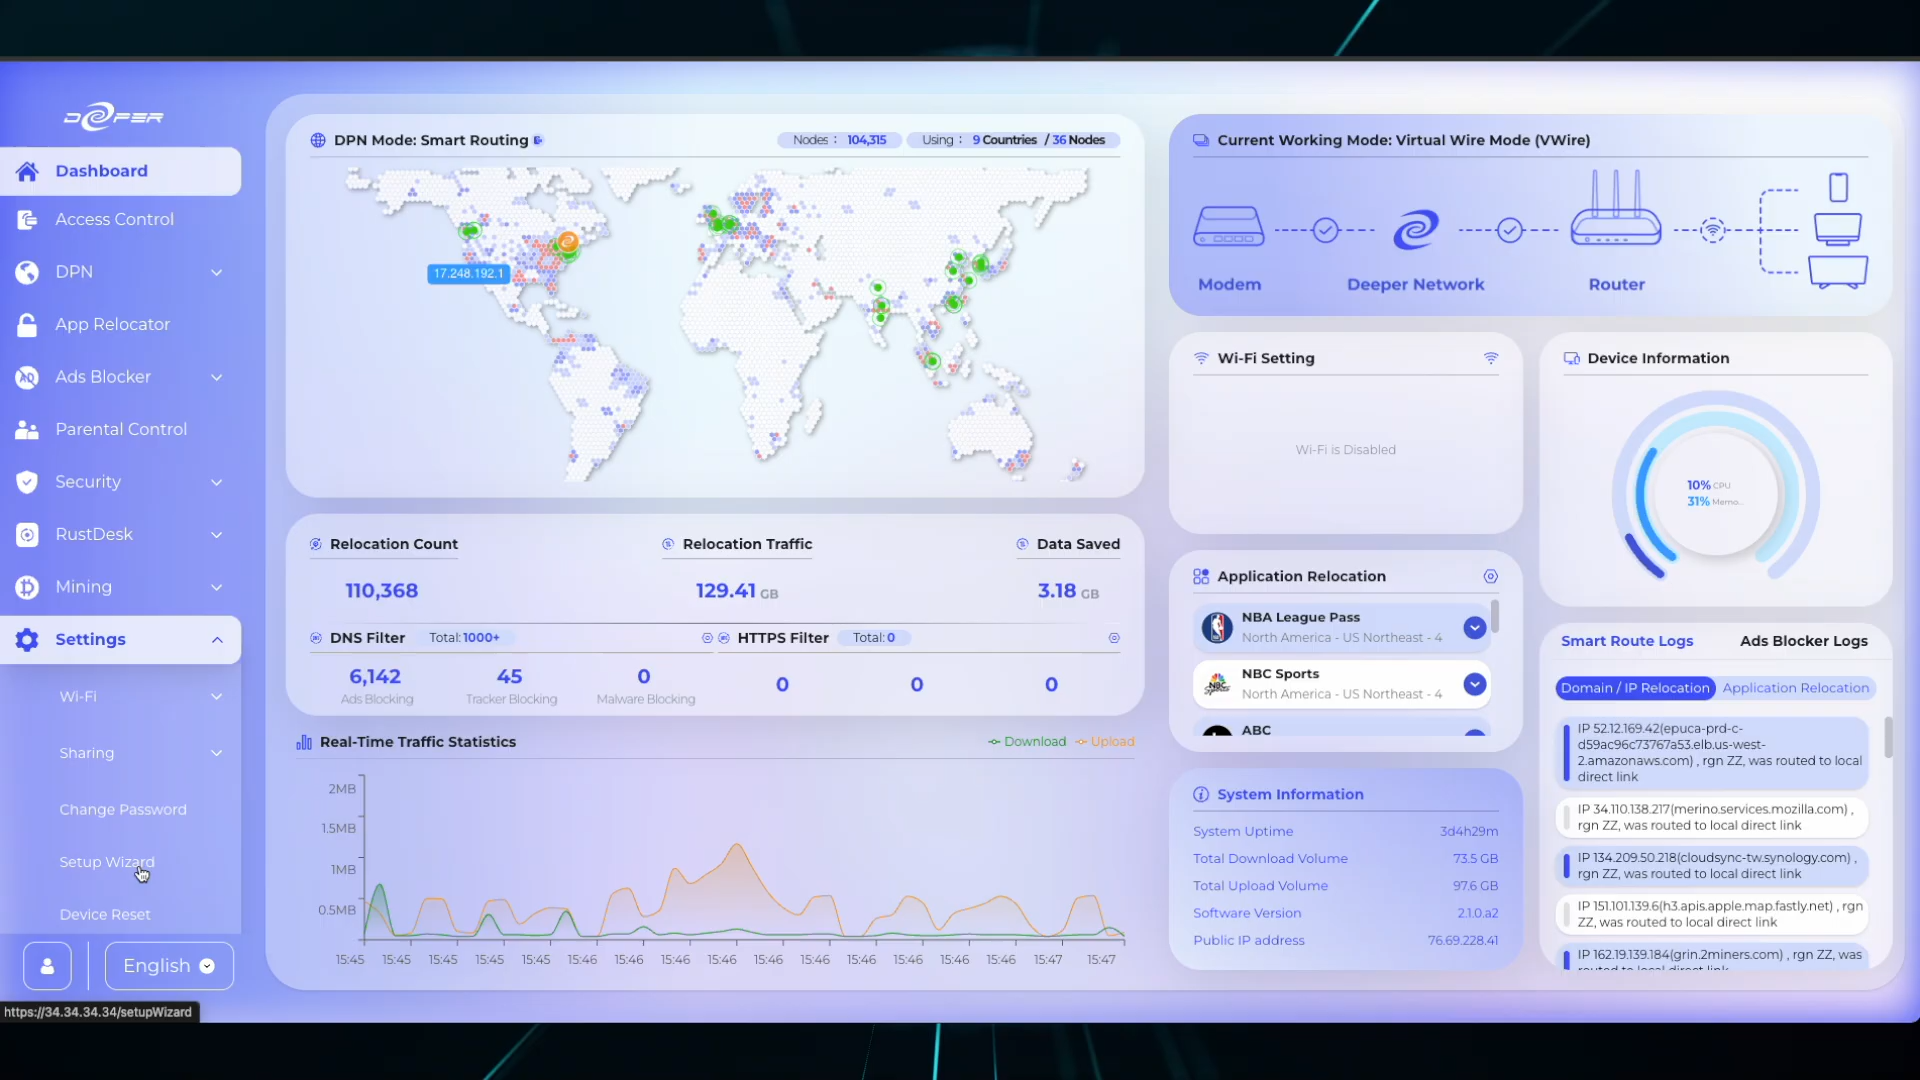 DEEPER
Dashboard
Access Control
DPN
App Relocator
Ads Blocker
Parental Control
Security
RustDesk
Mining
Settings
Wi-Fi
Sharing
Change Password
Setup Wizard
Device Reset
English
https://34.34.34.34/setupWizard
DPN Mode: Smart Routing
Nodes : 104,315
Using : 9 Countries / 36 Nodes
17.248.192.1
Relocation Count
110,368
Relocation Traffic
129.41 GB
Data Saved
3.18 GB
DNS Filter Total: 1000+
6,142
Ads Blocking
45
Tracker Blocking
0
Malware Blocking
HTTPS Filter Total: 0
0
0
0
Real-Time Traffic Statistics
Download Upload
2MB
1.5MB
1MB
0.5MB
15:45 15:45 15:45 15:45 15:45 15:46 15:46 15:46 15:46 15:46 15:46 15:46 15:46 15:46 15:46 15:47 15:47
Current Working Mode: Virtual Wire Mode (VWire)
Modem
Deeper Network
Router
Wi-Fi Setting
Wi-Fi is Disabled
Device Information
10% CPU
31% Memo...
Application Relocation
NBA League Pass
North America - US Northeast - 4
NBC Sports
North America - US Northeast - 4
ABC
System Information
System Uptime 3d4h29m
Total Download Volume 73.5 GB
Total Upload Volume 97.6 GB
Software Version 2.1.0.a2
Public IP address 76.69.228.41
Smart Route Logs
Ads Blocker Logs
Domain / IP Relocation
Application Relocation
IP 52.12.169.42(epuca-prd-c-
d59ac96c73767a53.elb.us-west-
2.amazonaws.com) , rgn ZZ, was routed to local
direct link
IP 34.110.138.217(merino.services.mozilla.com) ,
rgn ZZ, was routed to local direct link
IP 134.209.50.218(cloudsync-tw.synology.com) ,
rgn ZZ, was routed to local direct link
IP 151.101.139.6(h3.apis.apple.map.fastly.net) , rgn
ZZ, was routed to local direct link
IP 162.19.139.184(grin.2miners.com) , rgn ZZ, was
routed to local direct link